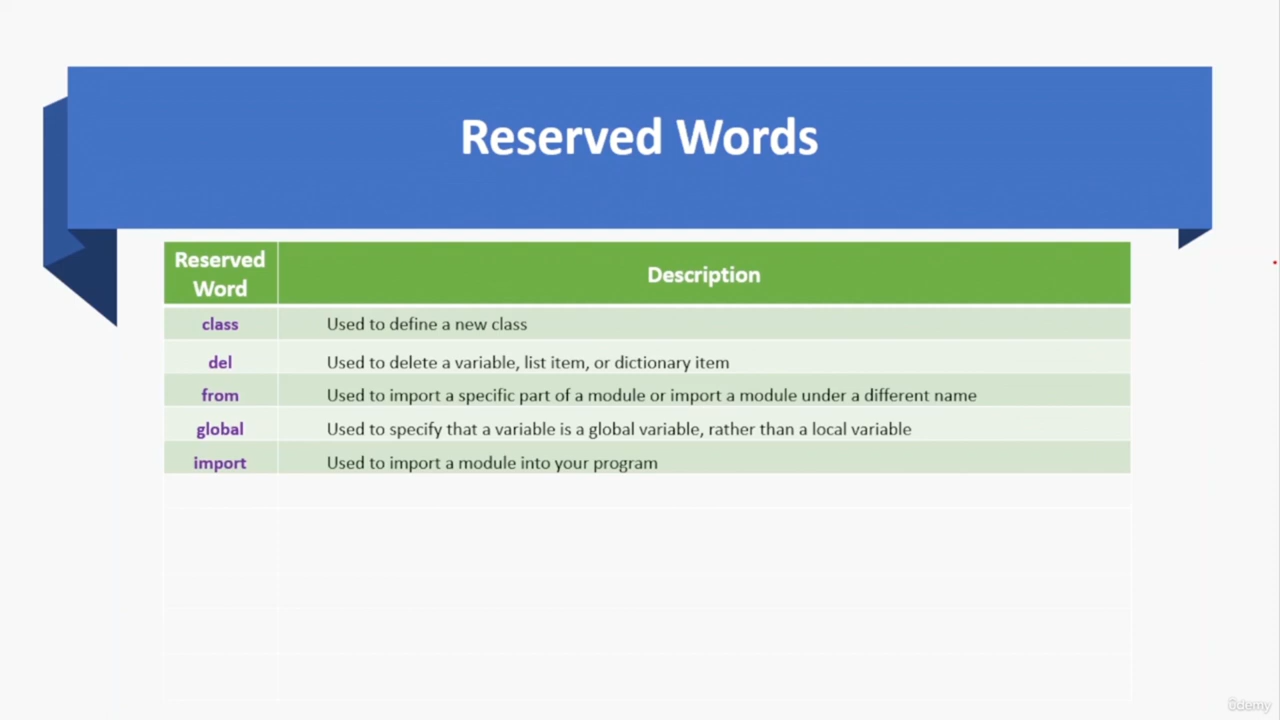 Reserved Words
Reserved
Word
Description
class
Used to define a new class
del
Used to delete a variable, list item, or dictionary item
from
Used to import a specific part of a module or import a module under a different name
global
Used to specify that a variable is a global variable, rather than a local variable
import
Used to import a module into your program
ûdemy